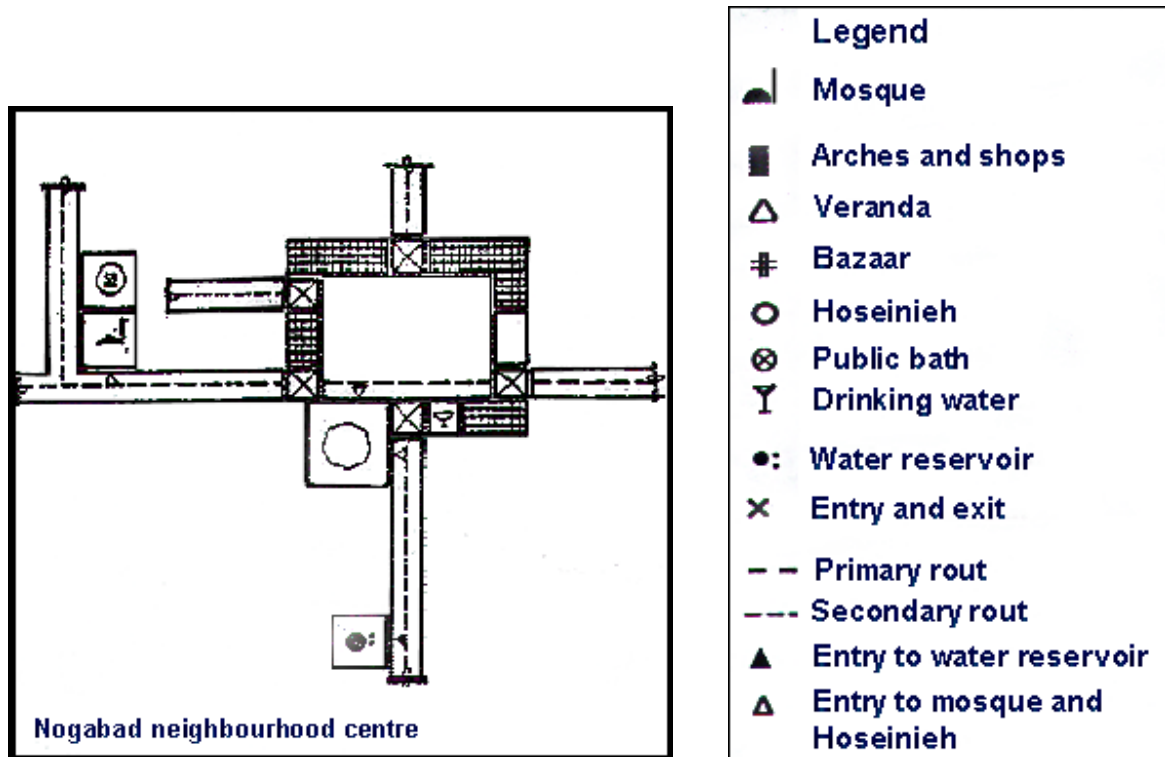 Nogabad neighbourhood centre
Legend
Mosque
Arches and shops
Veranda
Bazaar
Hoseinieh
Public bath
Drinking water
Water reservoir
Entry and exit
Primary rout
Secondary rout
Entry to water reservoir
Entry to mosque and
Hoseinieh